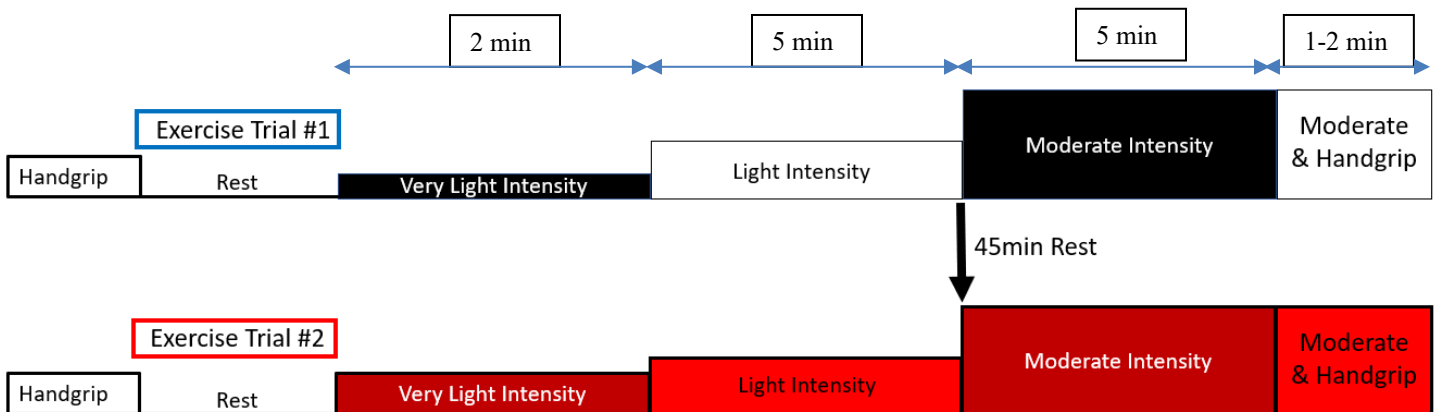 2 min
5 min
5 min
1-2 min
Exercise Trial #1
Handgrip
Rest
Very Light Intensity
Light Intensity
Moderate Intensity
Moderate
& Handgrip
45min Rest
Exercise Trial #2
Handgrip
Rest
Very Light Intensity
Light Intensity
Moderate Intensity
Moderate
& Handgrip